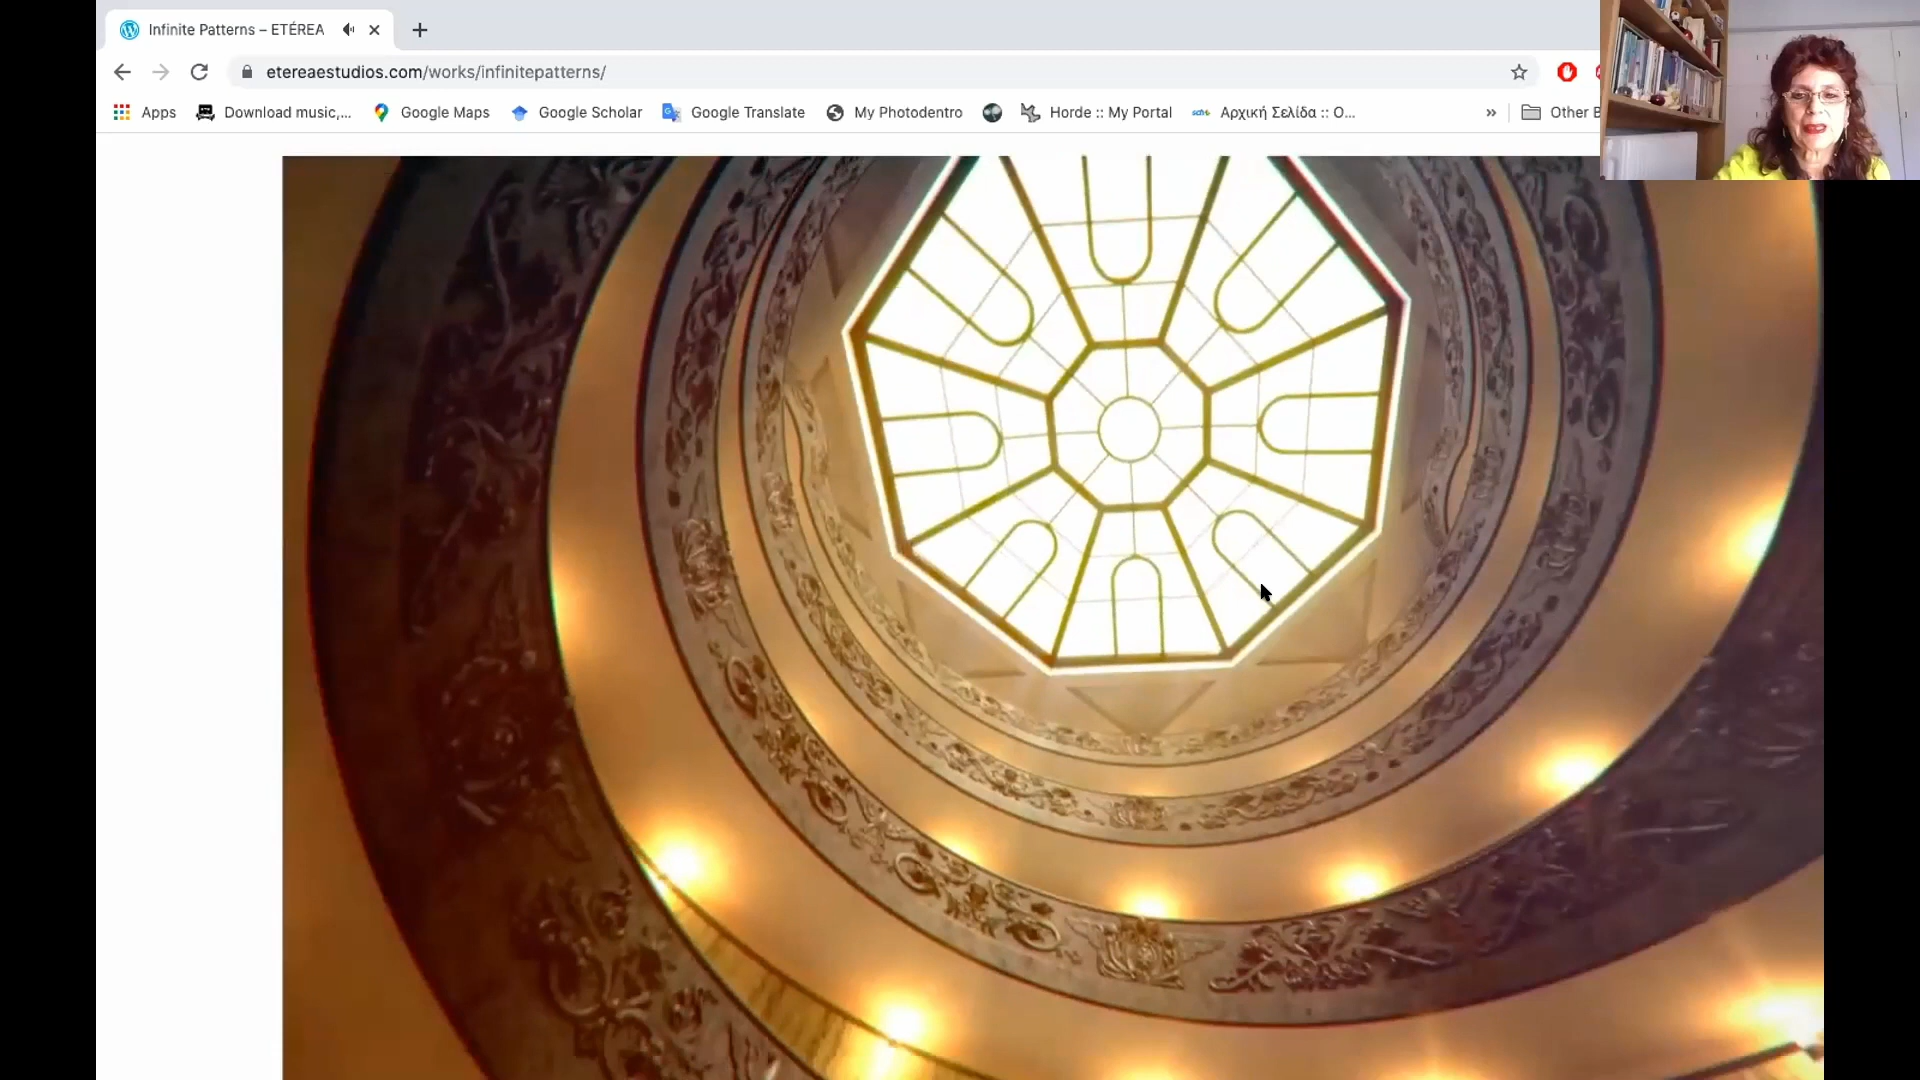 Infinite Patterns – ETÉREA
etereaestudios.com/works/infinitepatterns/
Apps Download music,... Google Maps Google Scholar Google Translate My Photodentro Horde :: My Portal Αρχική Σελίδα :: Ο... » Other B